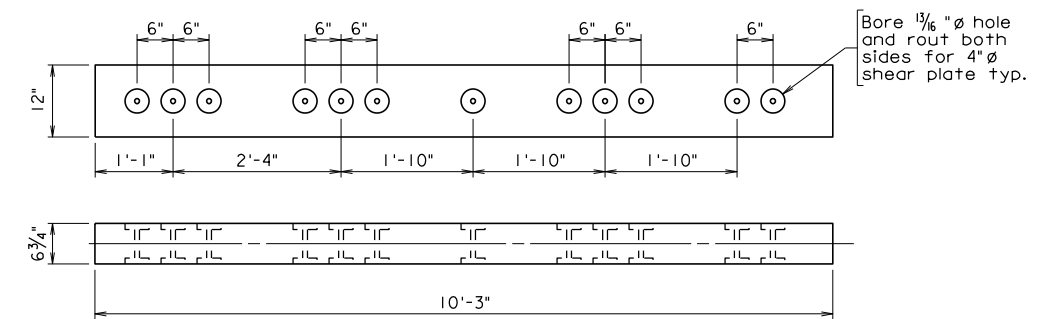 6" 6" 6" 6" 6" 6" 6"
Bore 13/16 "ø hole
and rout both
sides for 4"ø
shear plate typ.
12"
1'-1" 2'-4" 1'-10" 1'-10" 1'-10"
6 3/4"
10'-3"